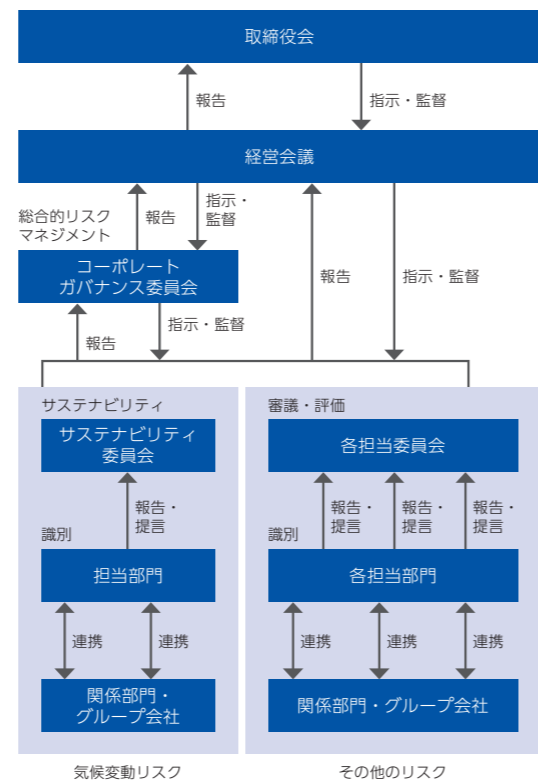 取締役会
報告
指示・監督
経営会議
総合的リスク
マネジメント
報告
指示・
監督
コーポレート
ガバナンス委員会
報告
指示・監督
報告
指示・監督
サステナビリティ
サステナビリティ
委員会
報告・
提言
識別
担当部門
連携
連携
関係部門・
グループ会社
気候変動リスク
審議・評価
各担当委員会
報告・
提言
報告・
提言
報告・
提言
識別
各担当部門
連携
連携
連携
関係部門・グループ会社
その他のリスク